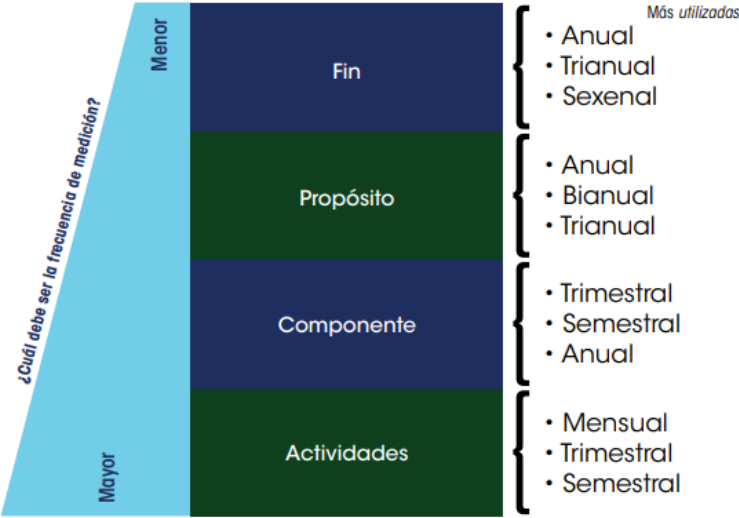 Más utilizadas
¿Cuál debe ser la frecuencia de medición?
Menor
Fin
• Anual
• Trianual
• Sexenal
Propósito
• Anual
• Bianual
• Trianual
Componente
• Trimestral
• Semestral
• Anual
Mayor
Actividades
• Mensual
• Trimestral
• Semestral